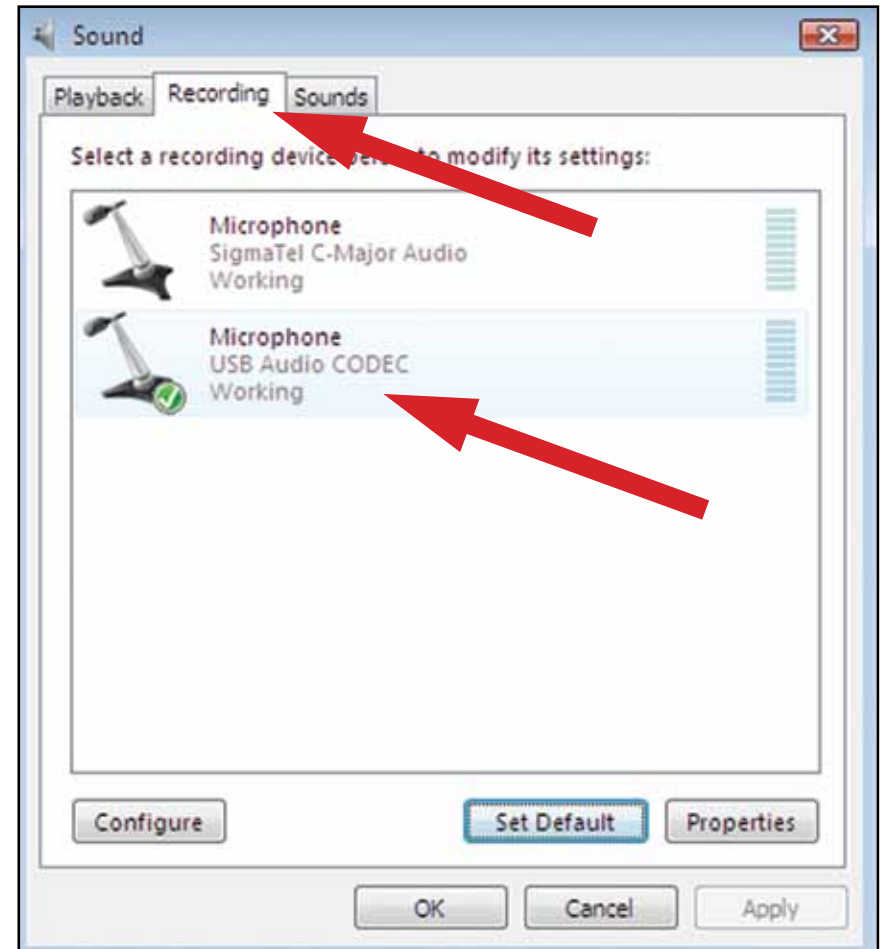 Sound
Playback Recording Sounds
Select a recording device to modify its settings:
Microphone
SigmaTel C-Major Audio
Working
Microphone
USB Audio CODEC
Working
Configure Set Default Properties
OK Cancel Apply